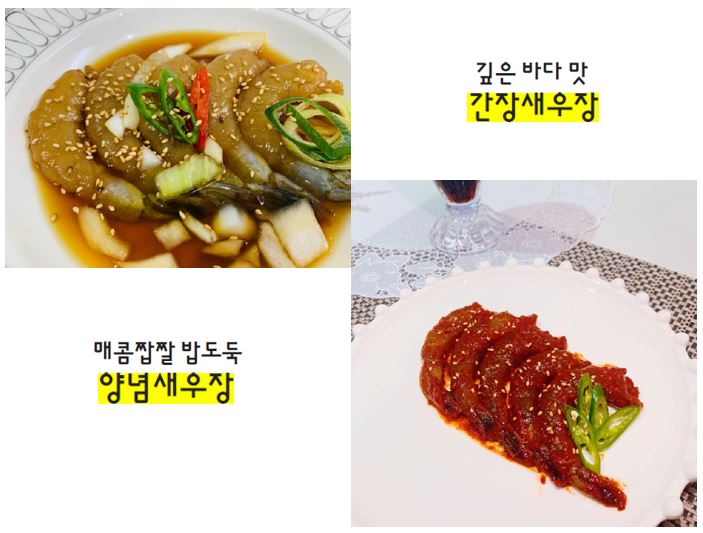 깊은 바다 맛
간장새우장
매콤짭짤 밥도둑
양념새우장